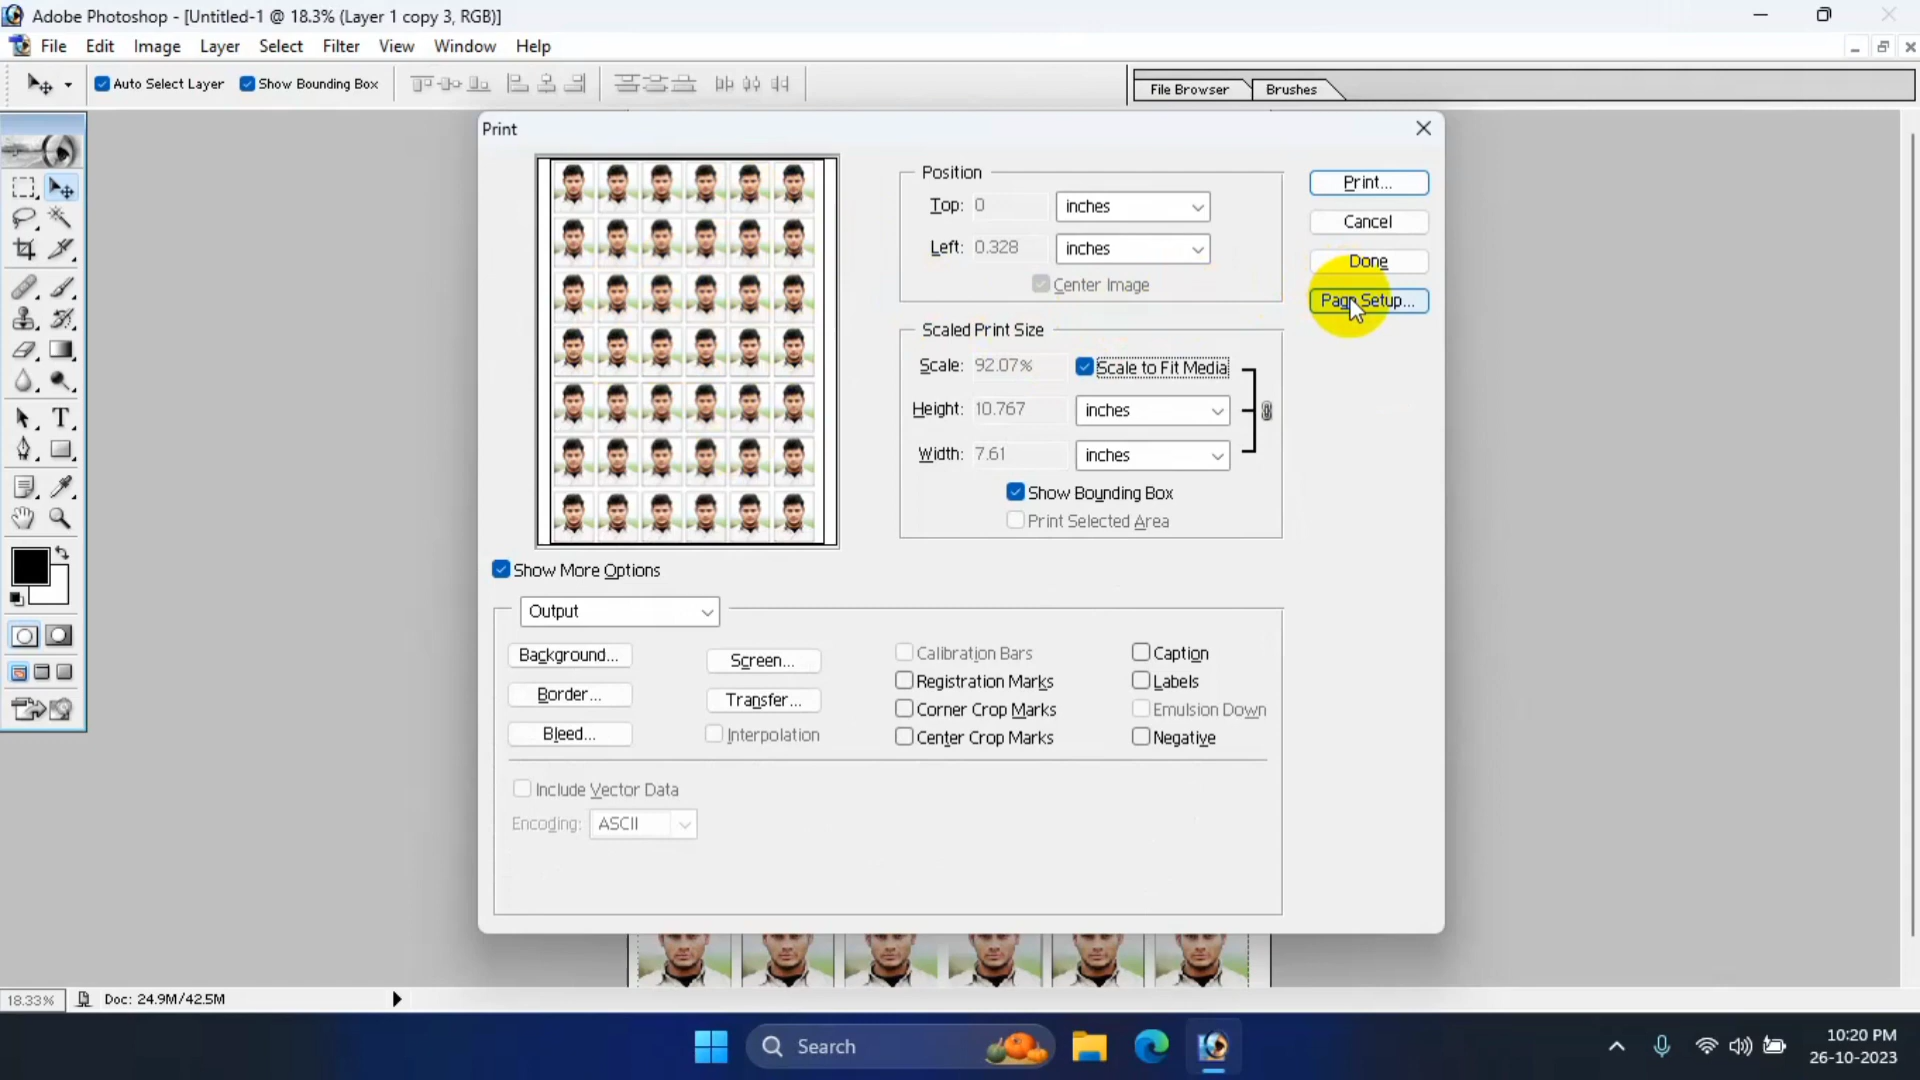 Adobe Photoshop - [Untitled-1 @ 18.3% (Layer 1 copy 3, RGB)]
File Edit Image Layer Select Filter View Window Help
Auto Select Layer Show Bounding Box
File Browser Brushes
Print
Position
Top: 0 inches
Left: 0.328 inches
Center Image
Print...
Cancel
Done
Page Setup...
Scaled Print Size
Scale: 92.07% Scale to Fit Media
Height: 10.767 inches
Width: 7.61 inches
Show Bounding Box
Print Selected Area
Show More Options
Output
Background... Screen... Calibration Bars Caption
Registration Marks Labels
Border... Transfer... Corner Crop Marks Emulsion Down
Bleed... Interpolation Center Crop Marks Negative
Include Vector Data
Encoding: ASCII
18.33% Doc: 24.9M/42.5M
Search
10:20 PM
26-10-2023